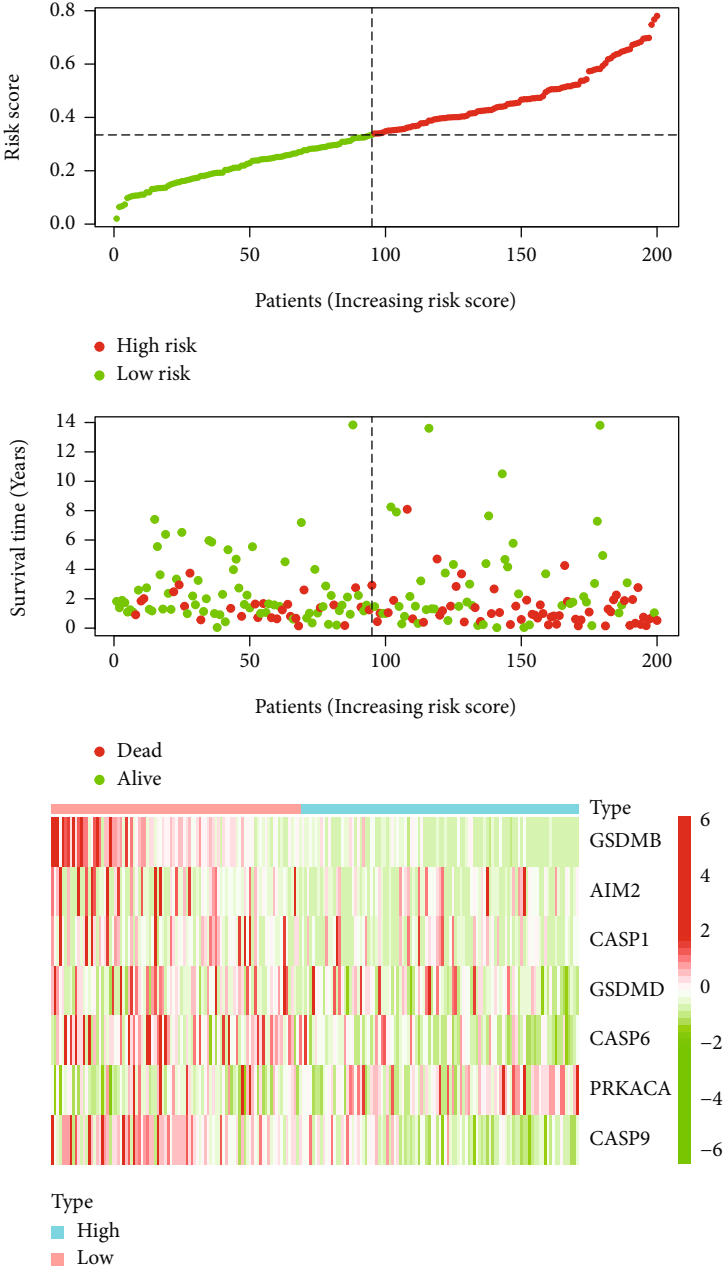 0.8
0.6
0.4
0.2
0.0
Risk score
0 50 100 150 200
Patients (Increasing risk score)
High risk
Low risk
14
12
10
8
6
4
2
0
Survival time (Years)
0 50 100 150 200
Patients (Increasing risk score)
Dead
Alive
Type
GSDMB
AIM2
CASP1
GSDMD
CASP6
PRKACA
CASP9
6
4
2
0
−2
−4
−6
Type
High
Low